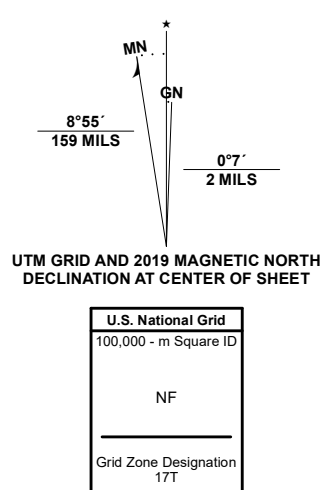 ★
MN
GN
8°55´
159 MILS
0°7´
2 MILS
UTM GRID AND 2019 MAGNETIC NORTH
DECLINATION AT CENTER OF SHEET
U.S. National Grid
100,000 - m Square ID
NF
Grid Zone Designation
17T